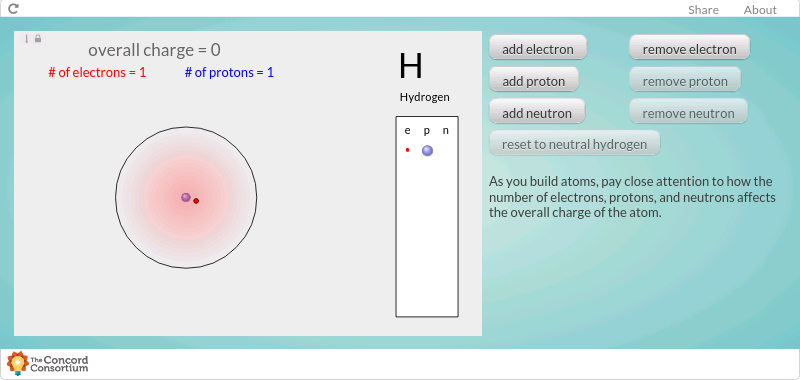 Share About
overall charge = 0
# of electrons = 1 # of protons = 1
H
Hydrogen
e p n
add electron remove electron
add proton remove proton
add neutron remove neutron
reset to neutral hydrogen
As you build atoms, pay close attention to how the
number of electrons, protons, and neutrons affects
the overall charge of the atom.
The Concord
Consortium